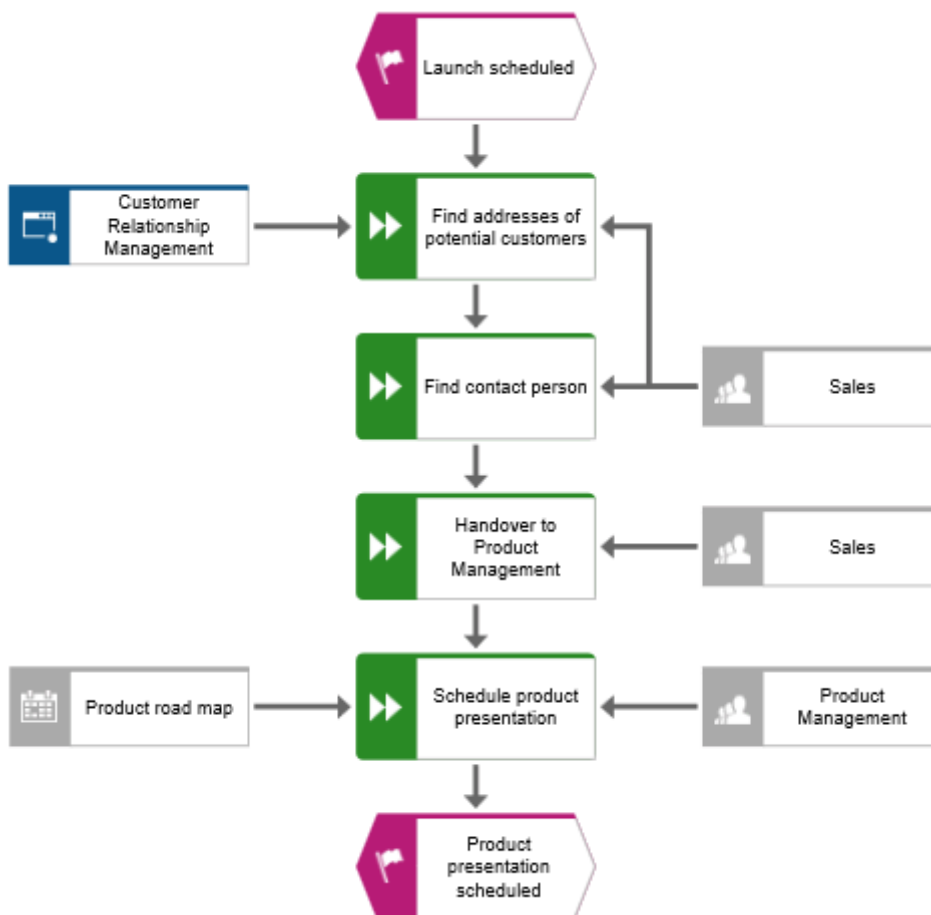 Launch scheduled
Customer
Relationship
Management
Find addresses of
potential customers
Find contact person
Sales
Handover to
Product
Management
Sales
Product road map
Schedule product
presentation
Product
Management
Product
presentation
scheduled